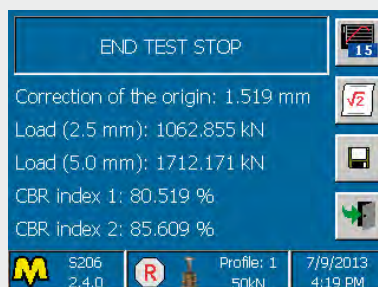 END TEST STOP
15
Correction of the origin: 1.519 mm
√2
Load (2.5 mm): 1062.855 kN
Load (5.0 mm): 1712.171 kN
CBR index 1: 80.519 %
CBR index 2: 85.609 %
M S206 R Profile: 1 7/9/2013
2.4.0 50kN 4:19 PM